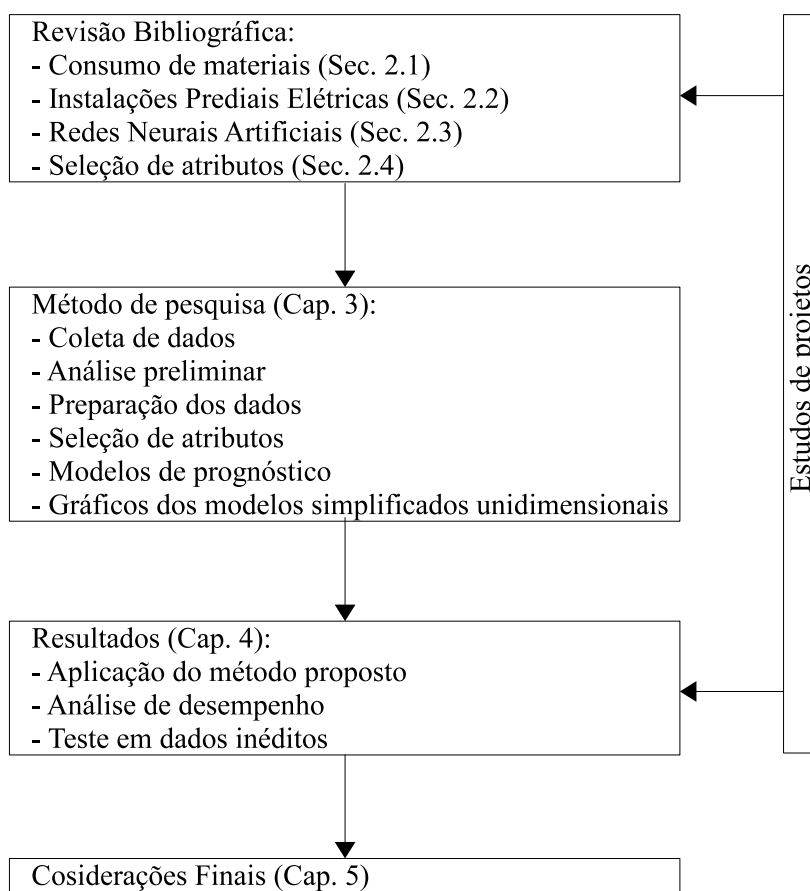 Revisão Bibliográfica:
- Consumo de materiais (Sec. 2.1)
- Instalações Prediais Elétricas (Sec. 2.2)
- Redes Neurais Artificiais (Sec. 2.3)
- Seleção de atributos (Sec. 2.4)
Método de pesquisa (Cap. 3):
- Coleta de dados
- Análise preliminar
- Preparação dos dados
- Seleção de atributos
- Modelos de prognóstico
- Gráficos dos modelos simplificados unidimensionais
Resultados (Cap. 4):
- Aplicação do método proposto
- Análise de desempenho
- Teste em dados inéditos
Cosiderações Finais (Cap. 5)
Estudos de projetos